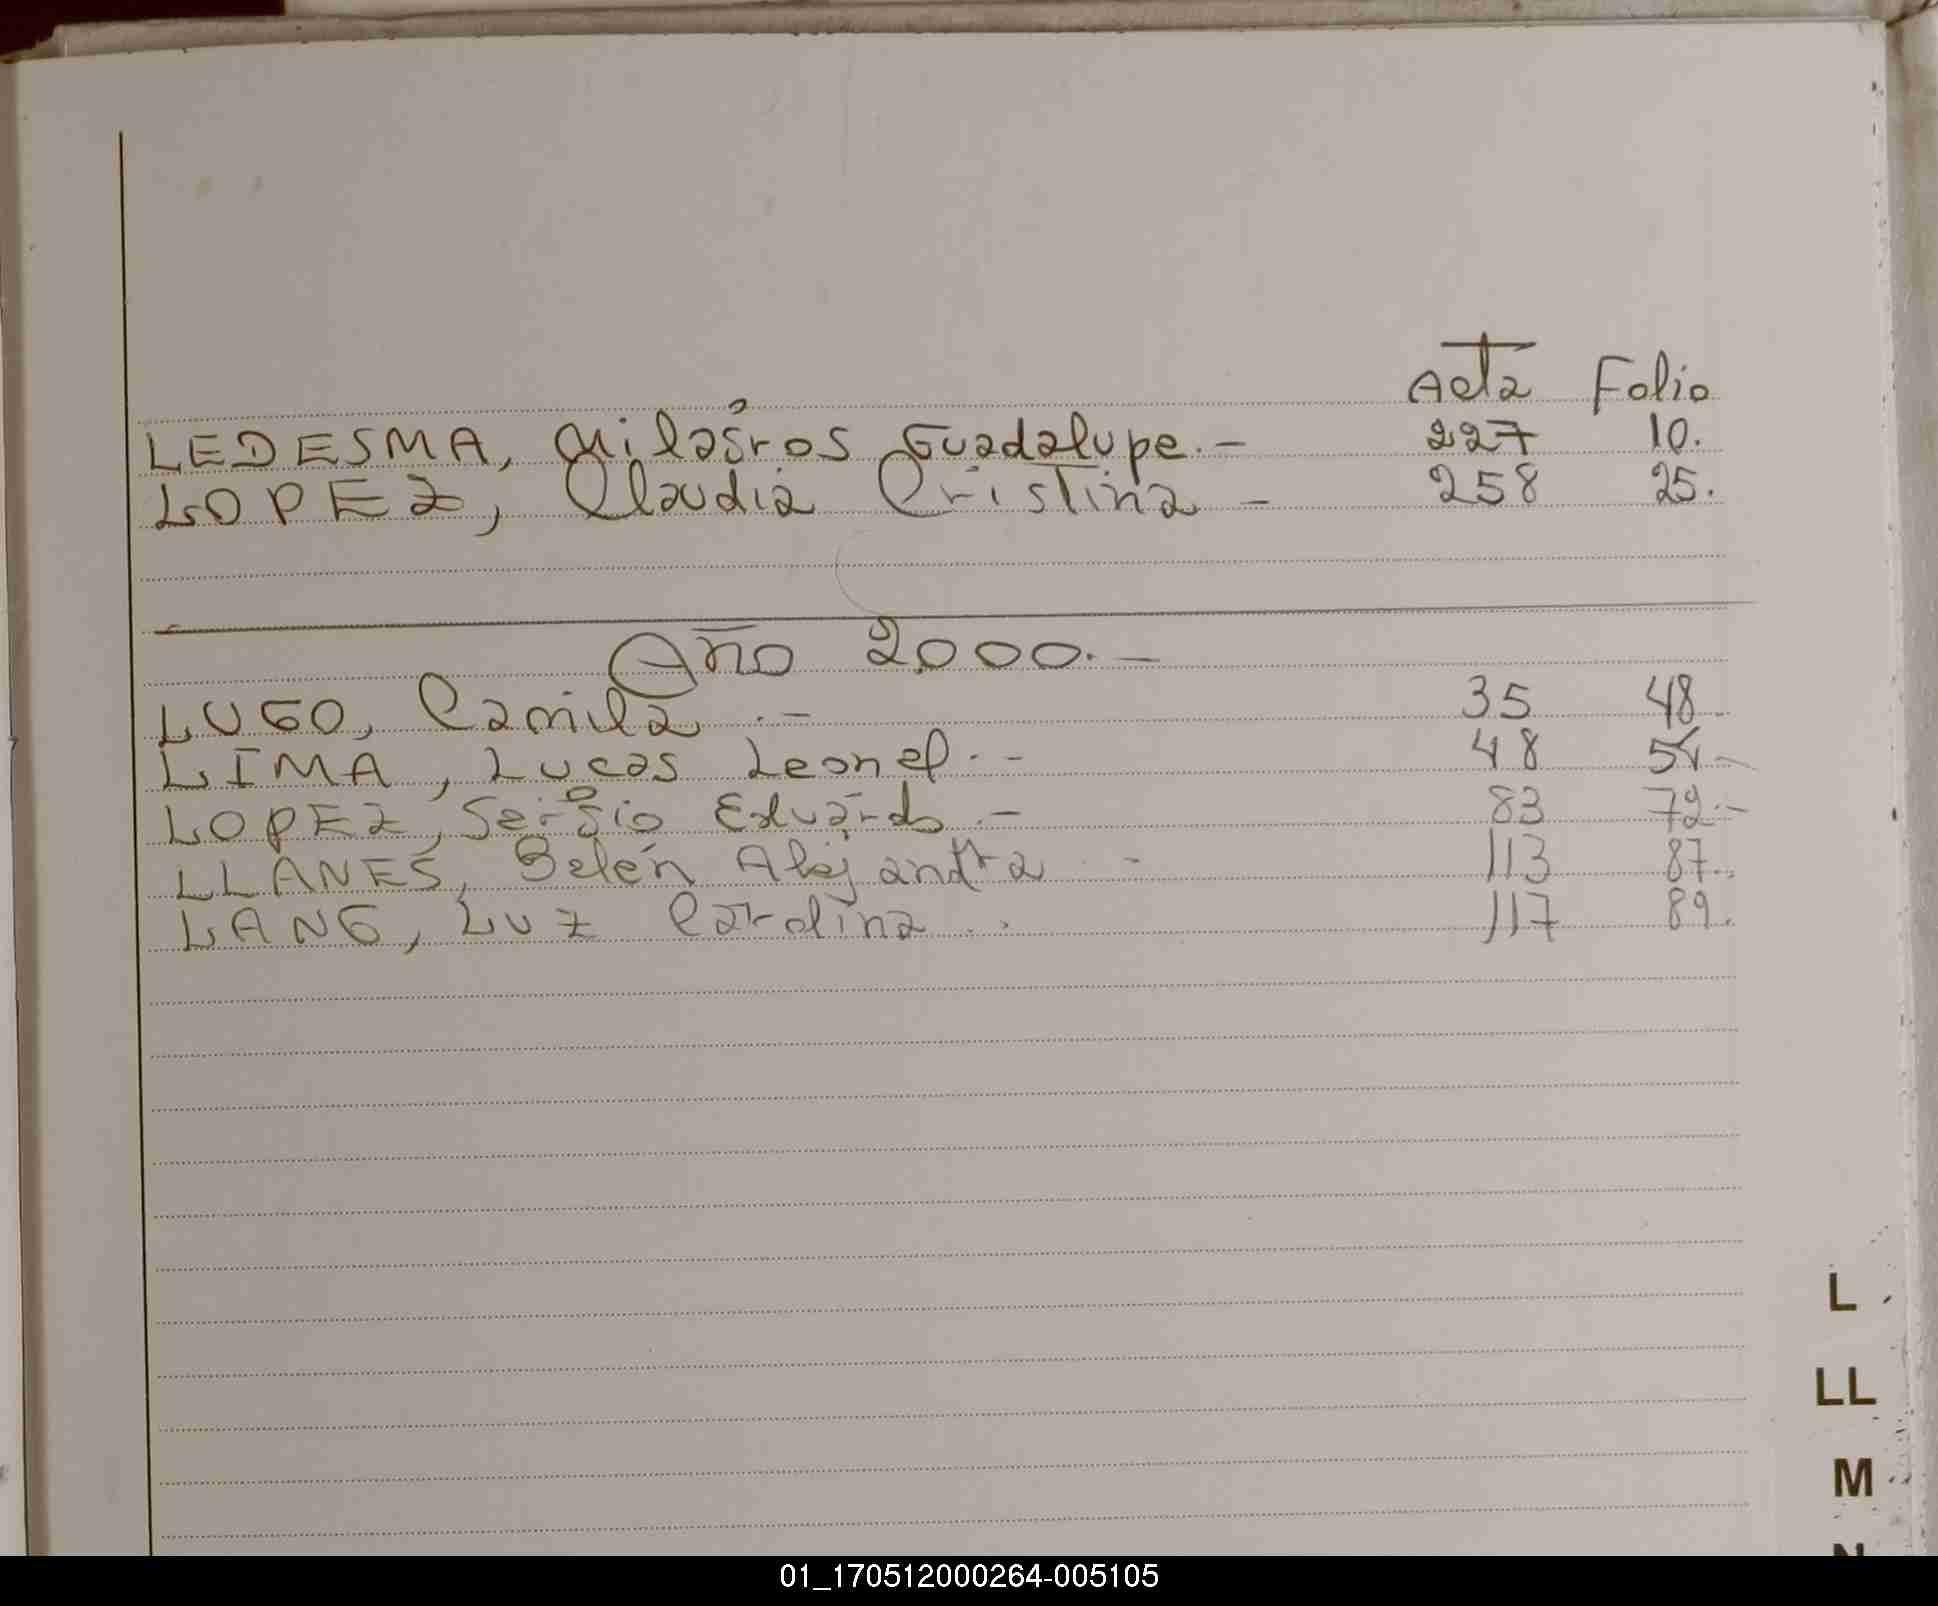 Acta Folio
LEDESMA, Milagros Guadalupe.- 227 10.
LOPEZ, Claudia Cristina - 258 25.
Año 2000.-
LUGO, Camila .- 35 48
LIMA, Lucas Leonel.- 48 54-
LOPEZ, Sergio Eduardo.- 83 72.-
LLANES, Belén Alejandra - 113 87.
LANG, Luz Carolina.. 117 89.
L
LL
M
N
01_170512000264-005105